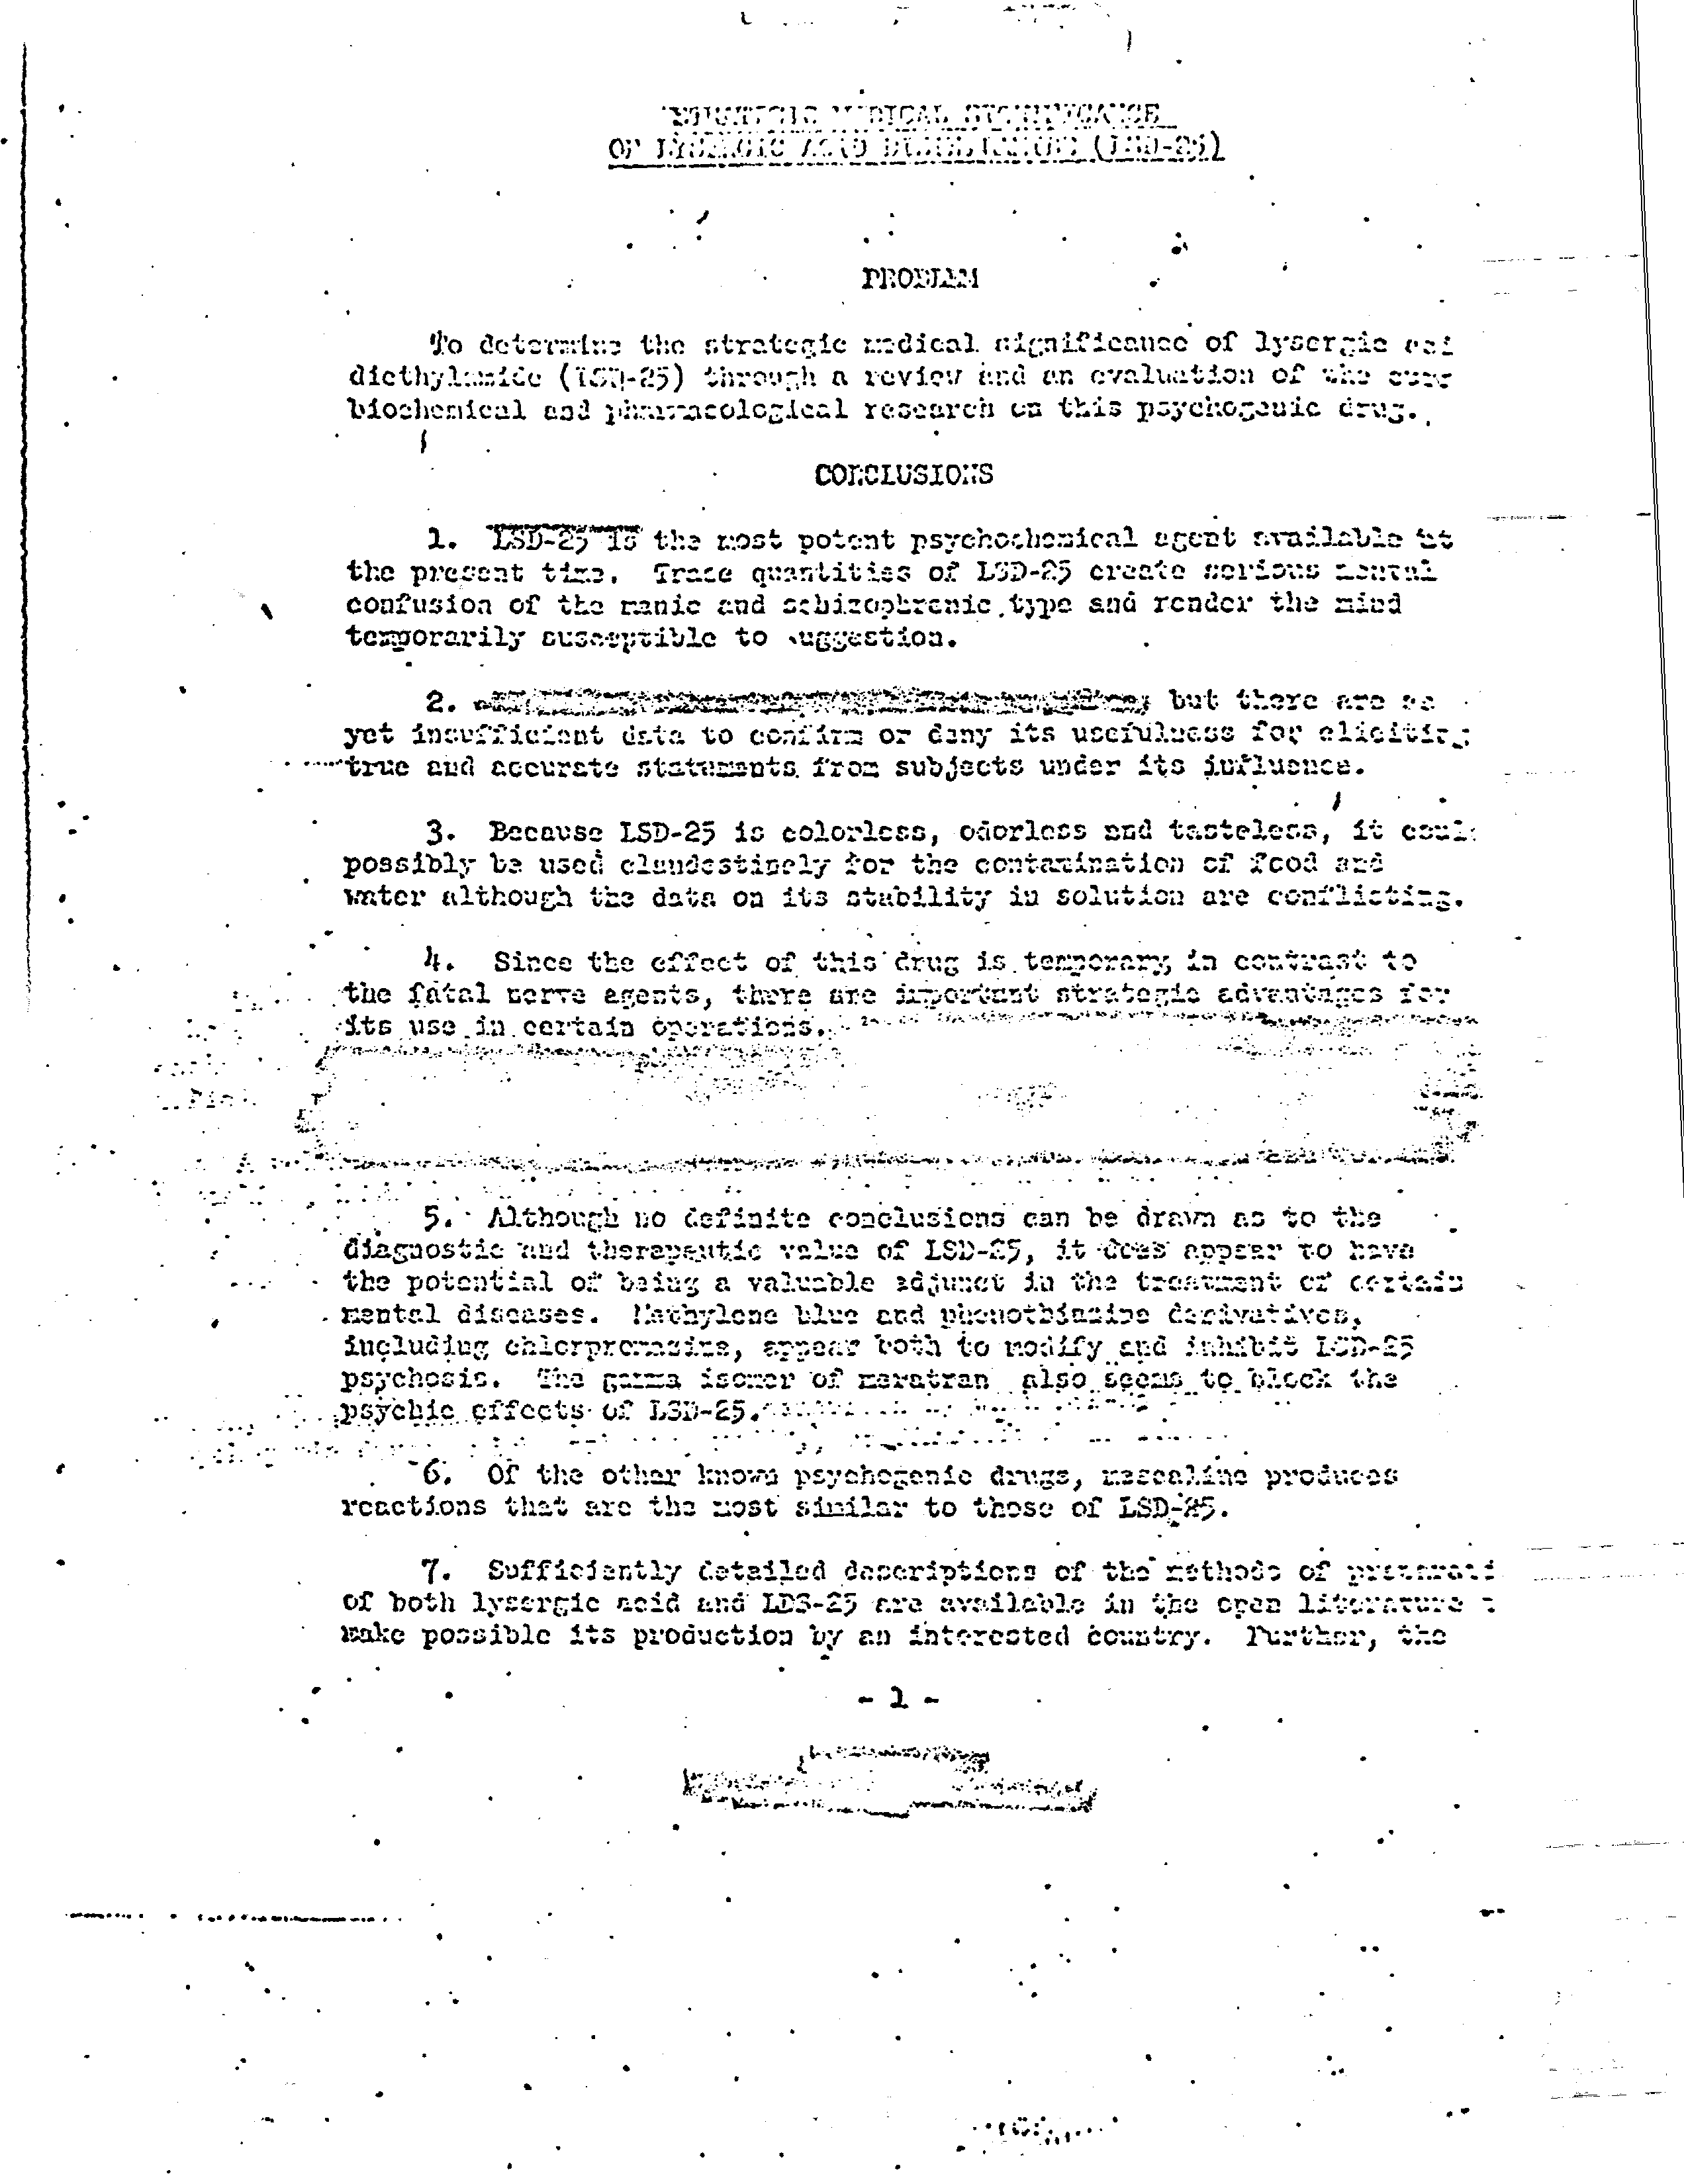 STRATEGIC MEDICAL SIGNIFICANCE
OF LYSERGIC ACID DIETHYLAMIDE (LSD-25)
PROBLEM
To determine the strategic medical significance of lysergic aci
diethylamide (LSD-25) through a review and an evaluation of the curr
biochemical and pharmacological research on this psychogenic drug.
CONCLUSIONS
1. LSD-25 is the most potent psychochemical agent available at
the present time. Trace quantities of LSD-25 create serious mental
confusion of the manic and schizophrenic type and render the mind
temporarily susceptible to suggestion.
2. but there are as
yet insufficient data to confirm or deny its usefulness for eliciting
true and accurate statements from subjects under its influence.
3. Because LSD-25 is colorless, odorless and tasteless, it coul
possibly be used clandestinely for the contamination of food and
water although the data on its stability in solution are conflicting.
4. Since the effect of this drug is temporary in contrast to
the fatal nerve agents, there are important strategic advantages for
its use in certain operations.
5. Although no definite conclusions can be drawn as to the
diagnostic and therapeutic value of LSD-25, it does appear to have
the potential of being a valuable adjunct in the treatment of certain
mental diseases. Methylene blue and phenothiazine derivatives,
including chlorpromazine, appear both to modify and inhibit LSD-25
psychosis. The gamma isomer of meratran also seems to block the
psychic effects of LSD-25.
6. Of the other known psychogenic drugs, mescaline produces
reactions that are the most similar to those of LSD-25.
7. Sufficiently detailed descriptions of the methods of preparati
of both lysergic acid and LDS-25 are available in the open literature
make possible its production by an interested country. Further, the
- 1 -